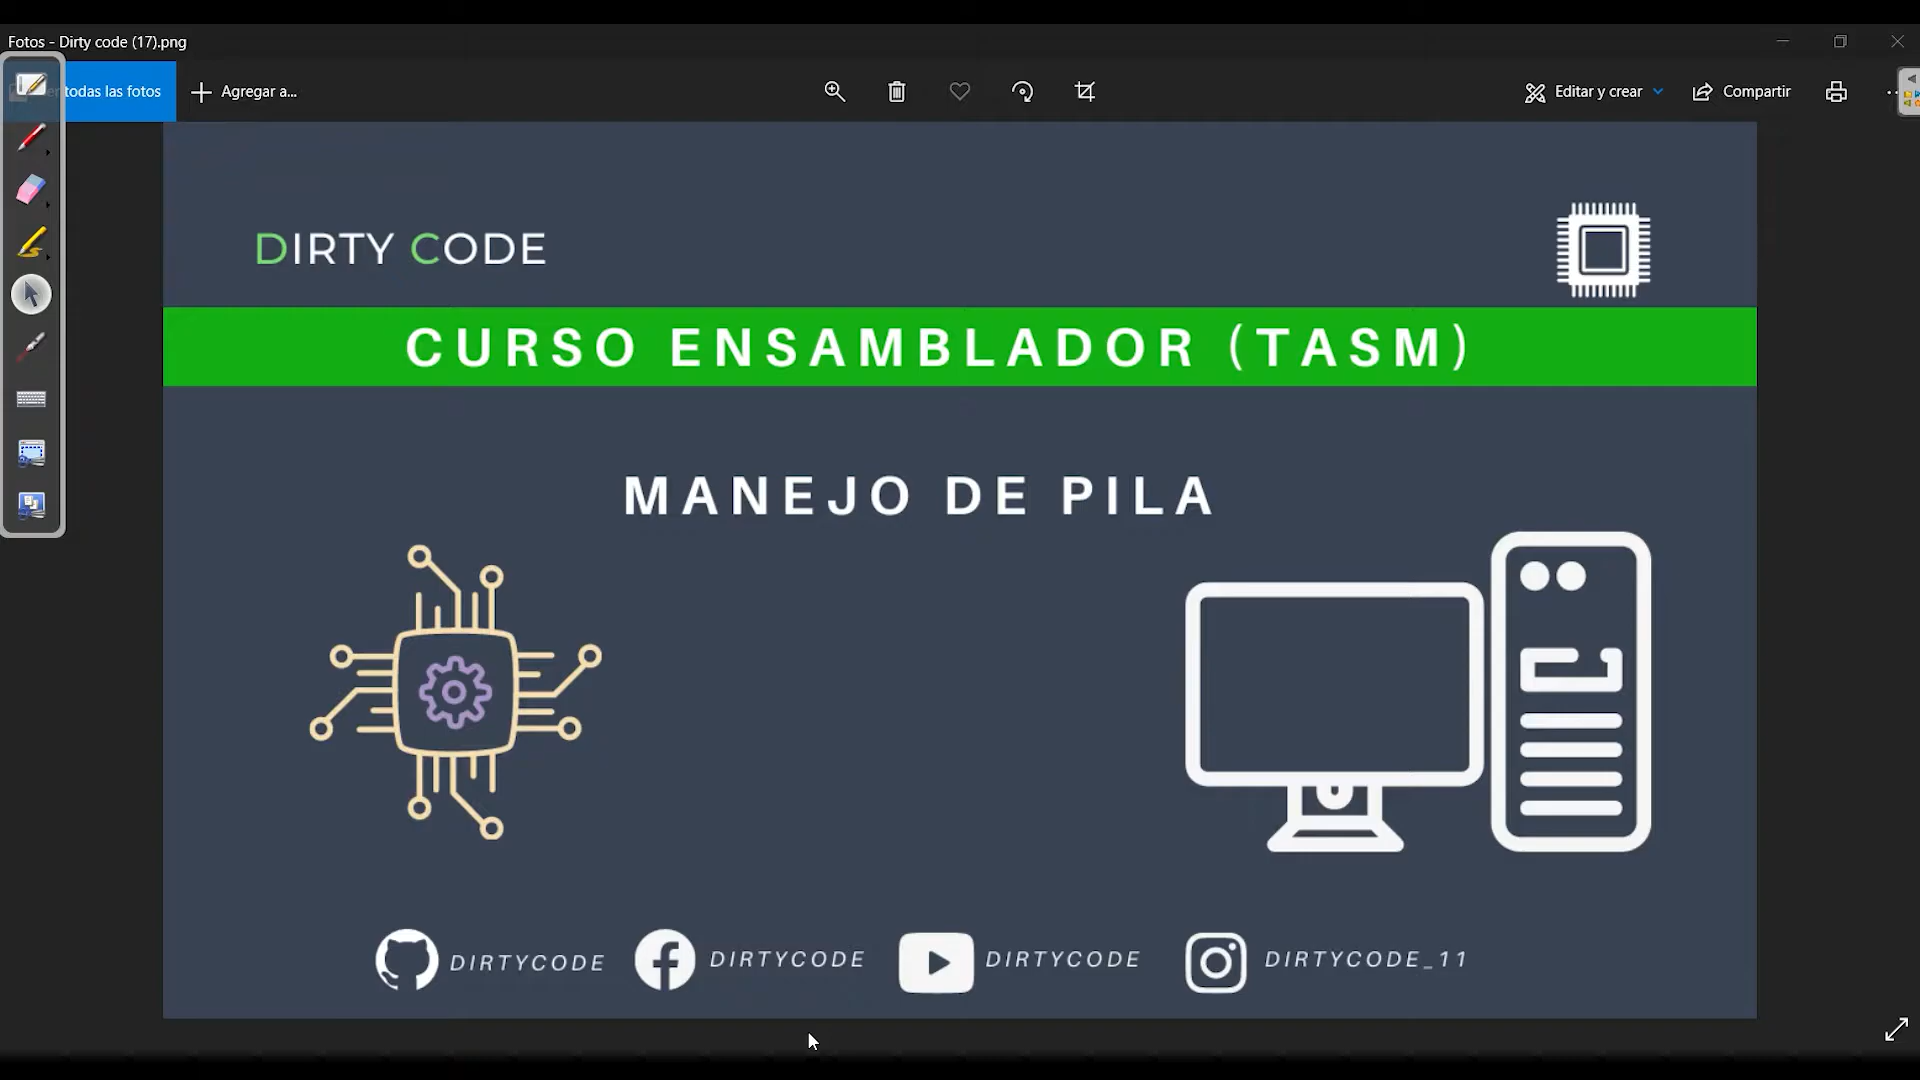 Fotos - Dirty code (17).png
todas las fotos
Agregar a...
Editar y crear
Compartir
DIRTY CODE
CURSO ENSAMBLADOR (TASM)
MANEJO DE PILA
DIRTYCODE
DIRTYCODE
DIRTYCODE
DIRTYCODE_11